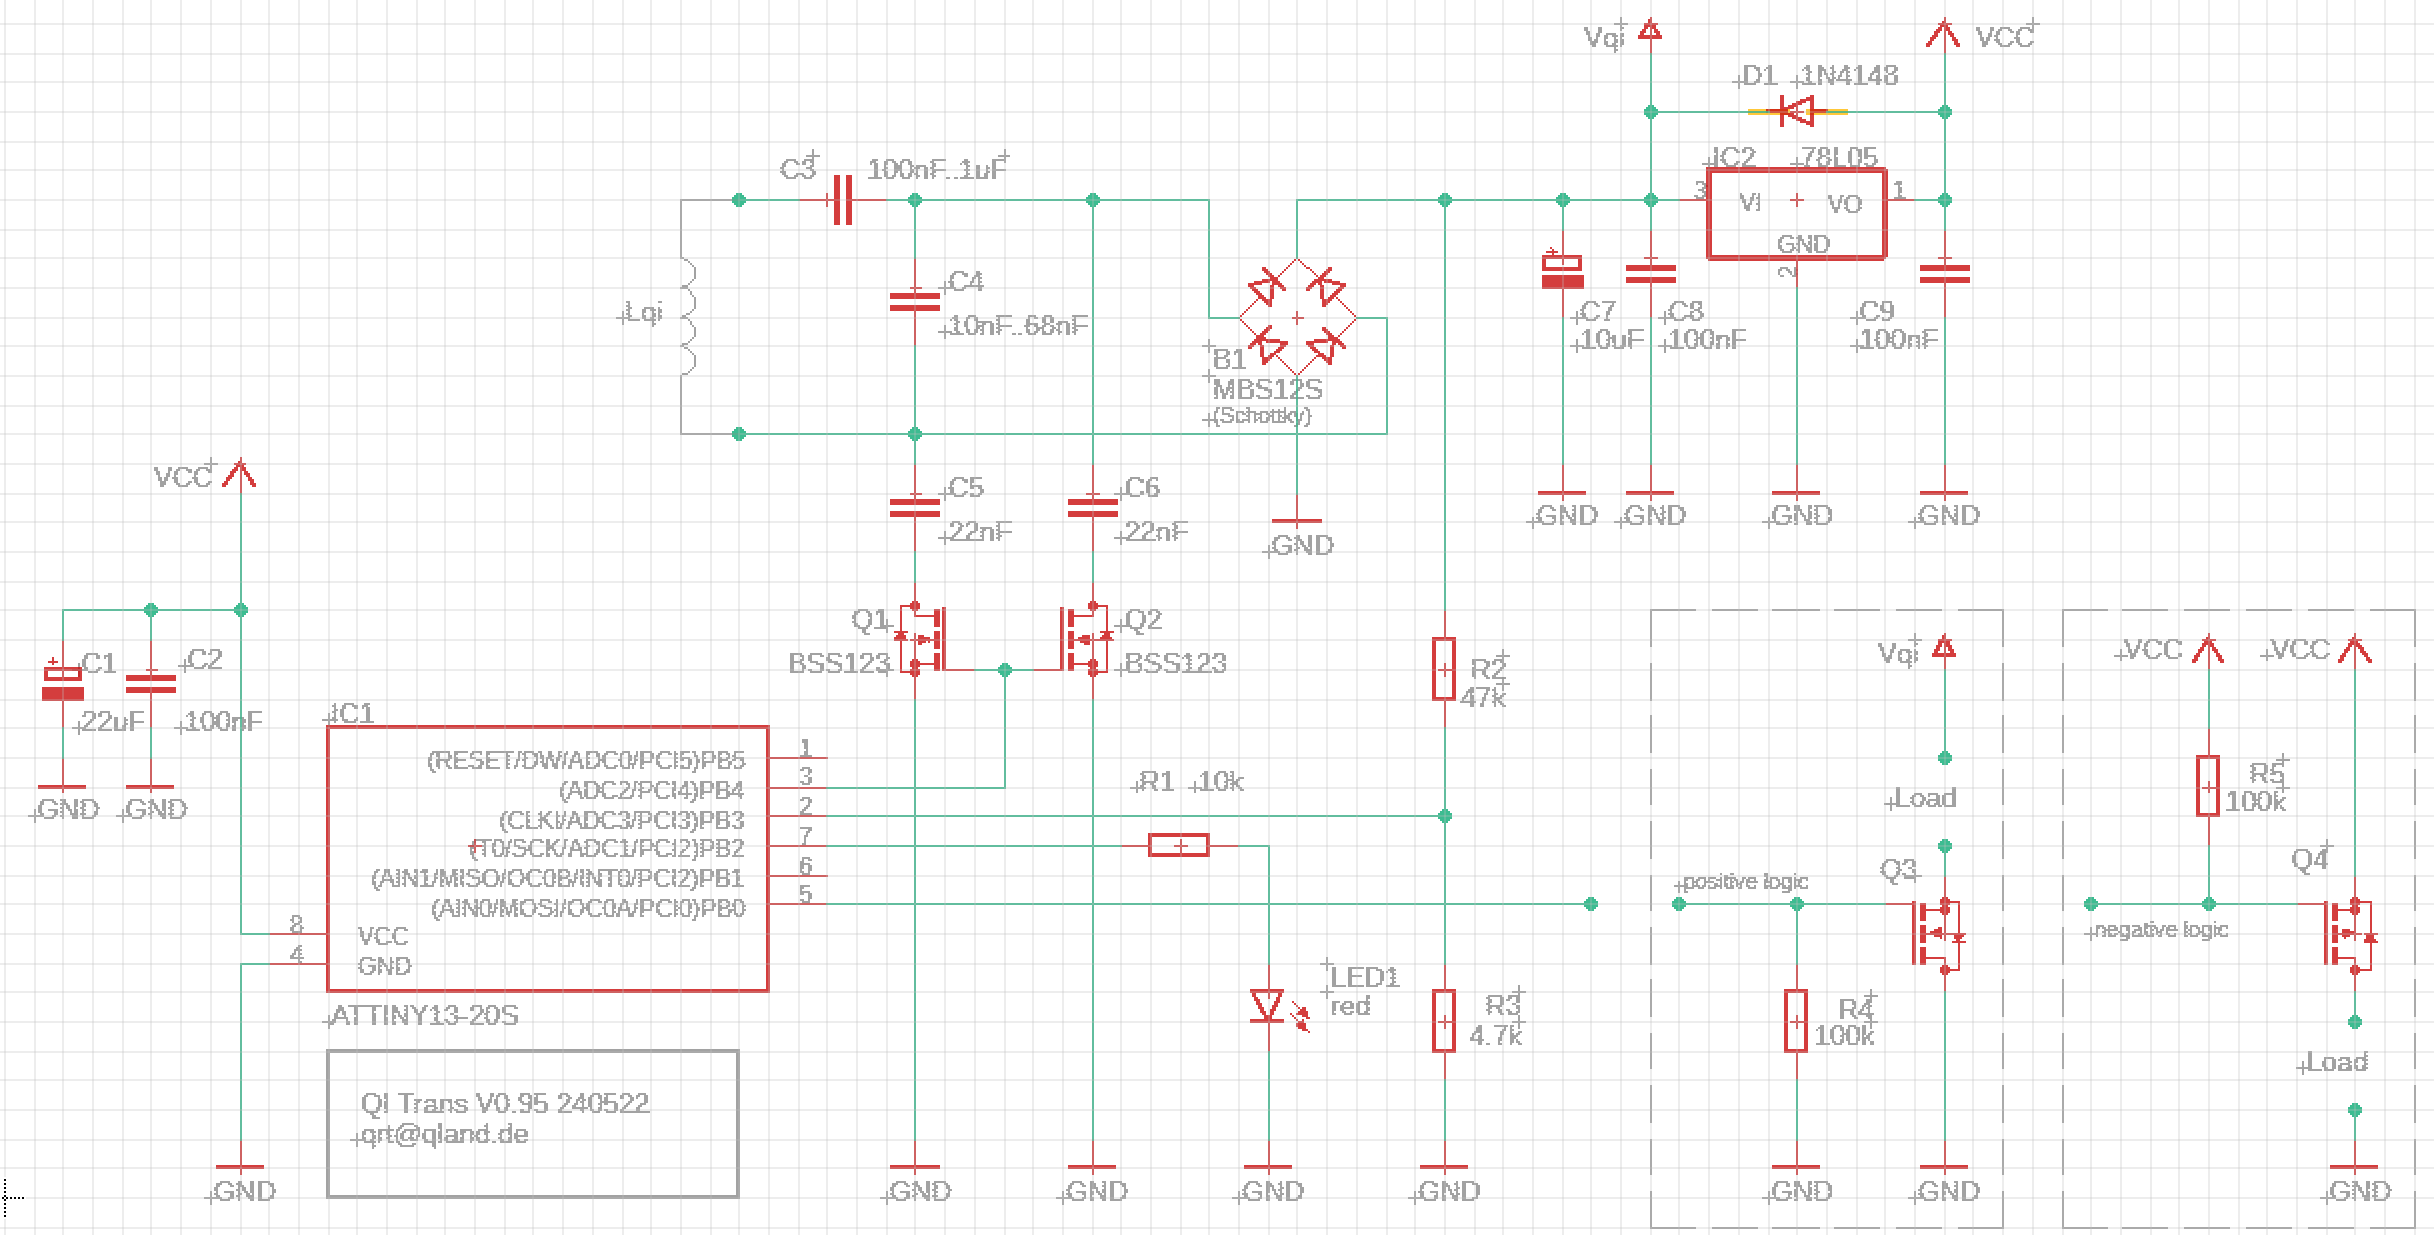 Vqi
VCC
D1 1N4148
IC2 78L05
3 VI VO 1
GND
2
C3 100nF..1uF
C4
10nF..68nF
Lqi
B1
MBS12S
(Schottky)
C7
10uF
C8
100nF
C9
100nF
GND
GND
GND
GND
GND
VCC
C5
22nF
C6
22nF
Q1
BSS123
Q2
BSS123
C1
22uF
C2
100nF
GND
GND
IC1
(RESET/DW/ADC0/PCI5)PB5 1
(ADC2/PCI4)PB4 3
(CLKI/ADC3/PCI3)PB3 2
(T0/SCK/ADC1/PCI2)PB2 7
(AIN1/MISO/OC0B/INT0/PCI2)PB1 6
(AIN0/MOSI/OC0A/PCI0)PB0 5
8 VCC
4 GND
ATTINY13-20S
R1 10k
R2
47k
LED1
red
R3
4.7k
Vqi
Load
Q3
positive logic
R4
100k
VCC
VCC
R5
100k
Q4
negative logic
Load
QI Trans V0.95 240522
qrt@qland.de
GND
GND
GND
GND
GND
GND
GND
GND